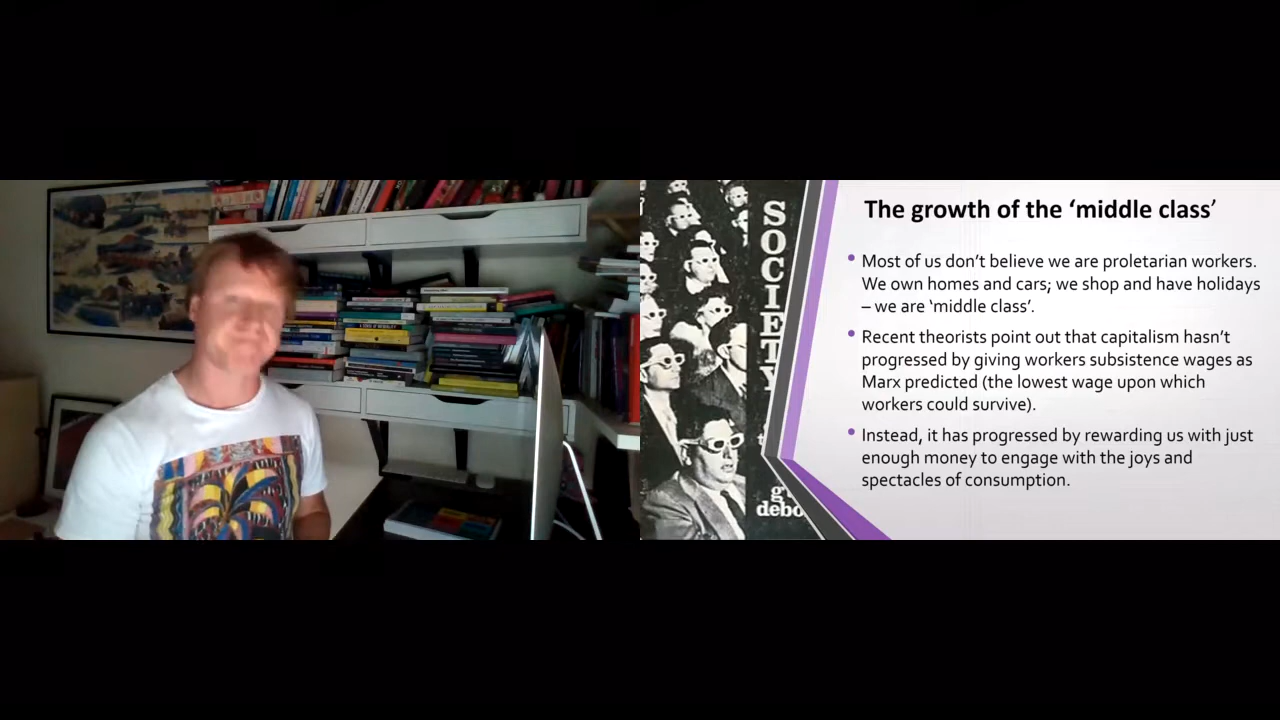 SOCIETY
debo
The growth of the ‘middle class’
Most of us don’t believe we are proletarian workers.
We own homes and cars; we shop and have holidays
– we are ‘middle class’.
Recent theorists point out that capitalism hasn’t
progressed by giving workers subsistence wages as
Marx predicted (the lowest wage upon which
workers could survive).
Instead, it has progressed by rewarding us with just
enough money to engage with the joys and
spectacles of consumption.